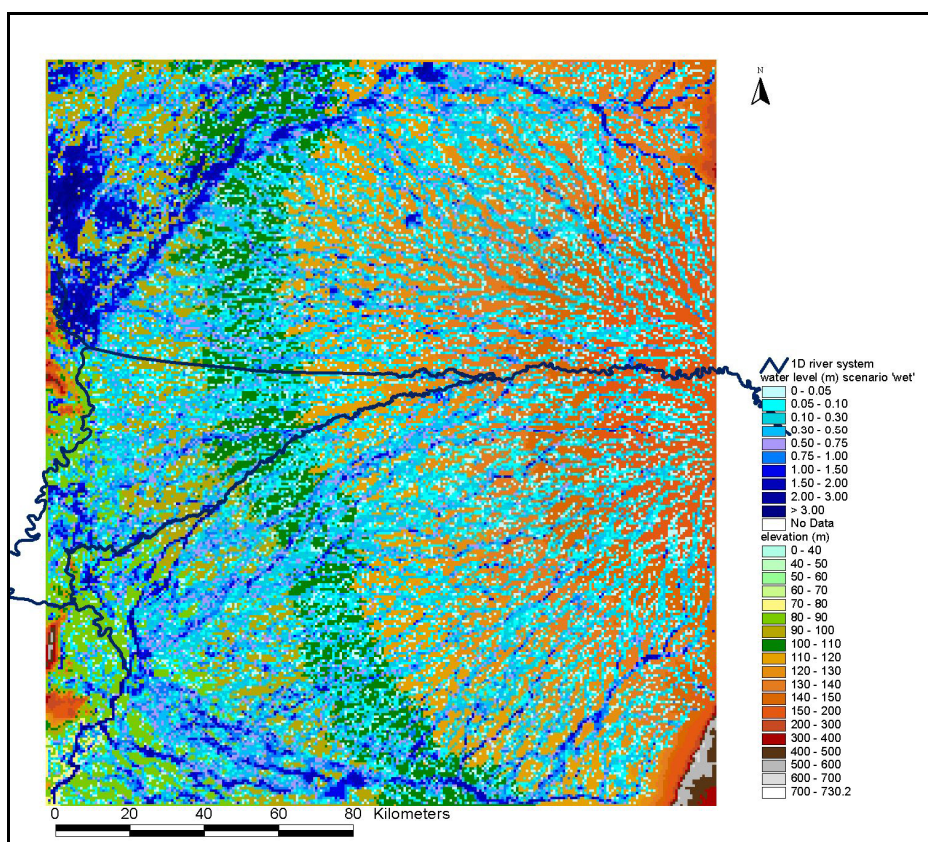 N
1D river system
water level (m) scenario 'wet'
0 - 0.05
0.05 - 0.10
0.10 - 0.30
0.30 - 0.50
0.50 - 0.75
0.75 - 1.00
1.00 - 1.50
1.50 - 2.00
2.00 - 3.00
> 3.00
No Data
elevation (m)
0 - 40
40 - 50
50 - 60
60 - 70
70 - 80
80 - 90
90 - 100
100 - 110
110 - 120
120 - 130
130 - 140
140 - 150
150 - 200
200 - 300
300 - 400
400 - 500
500 - 600
600 - 700
700 - 730.2
0 20 40 60 80 Kilometers